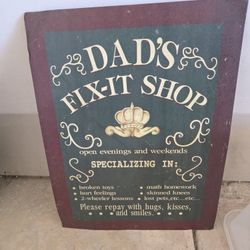 DAD'S
FIX-IT SHOP
open evenings and weekends
SPECIALIZING IN:
• broken toys • math homework
• hurt feelings • skinned knees
• 2-wheeler lessons • lost pets,etc...etc...
Please repay with hugs, kisses,
and smiles.